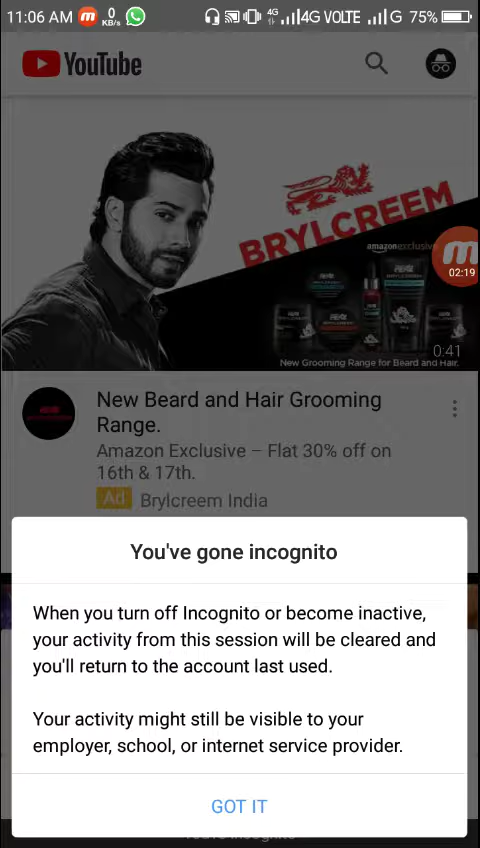 11:06 AM 0 KB/s 4G 4G VOLTE G 75%
YouTube
BRYLCREEM
amazonexclusive
02:19
0:41
New Grooming Range for Beard and Hair.
New Beard and Hair Grooming
Range.
Amazon Exclusive – Flat 30% off on
16th & 17th.
Ad Brylcreem India
You've gone incognito
When you turn off Incognito or become inactive,
your activity from this session will be cleared and
you'll return to the account last used.
Your activity might still be visible to your
employer, school, or internet service provider.
GOT IT